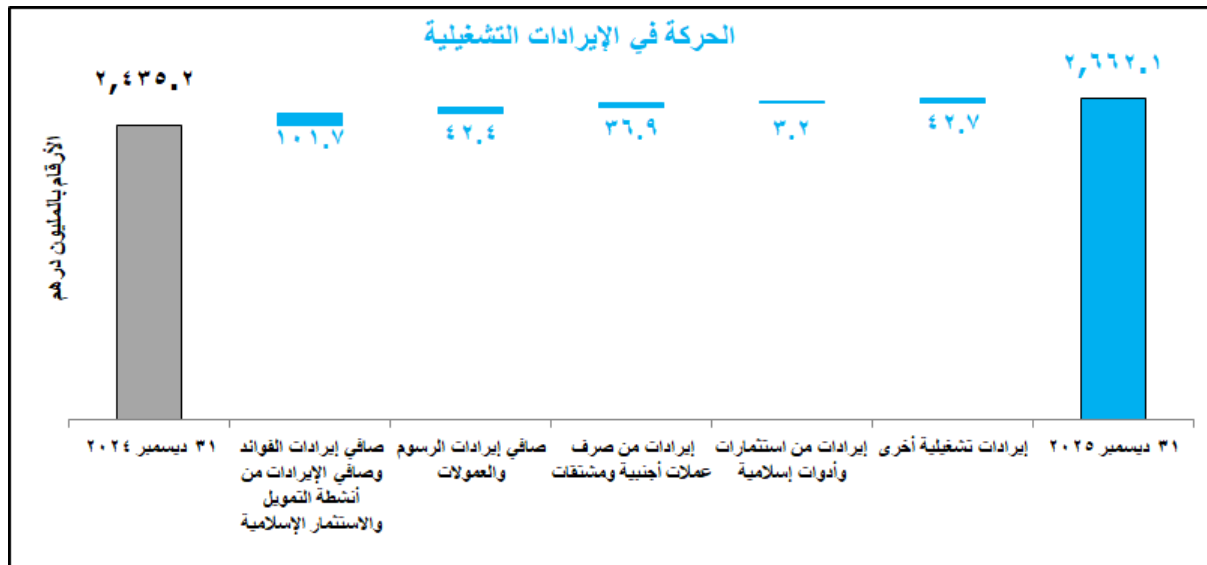 الحركة في الإيرادات التشغيلية
٢,٤٣٥.٢
١٠١.٧
٤٢.٤
٣٦.٩
٣.٢
٤٢.٧
٢,٦٦٢.١
الأرقام بالمليون درهم
٣١ ديسمبر ٢٠٢٤
صافي إيرادات الفوائد
وصافي الإيرادات من
أنشطة التمويل
والاستثمار الإسلامية
صافي إيرادات الرسوم
والعمولات
إيرادات من صرف
عملات أجنبية ومشتقات
إيرادات من استثمارات
وأدوات إسلامية
إيرادات تشغيلية أخرى
٣١ ديسمبر ٢٠٢٥